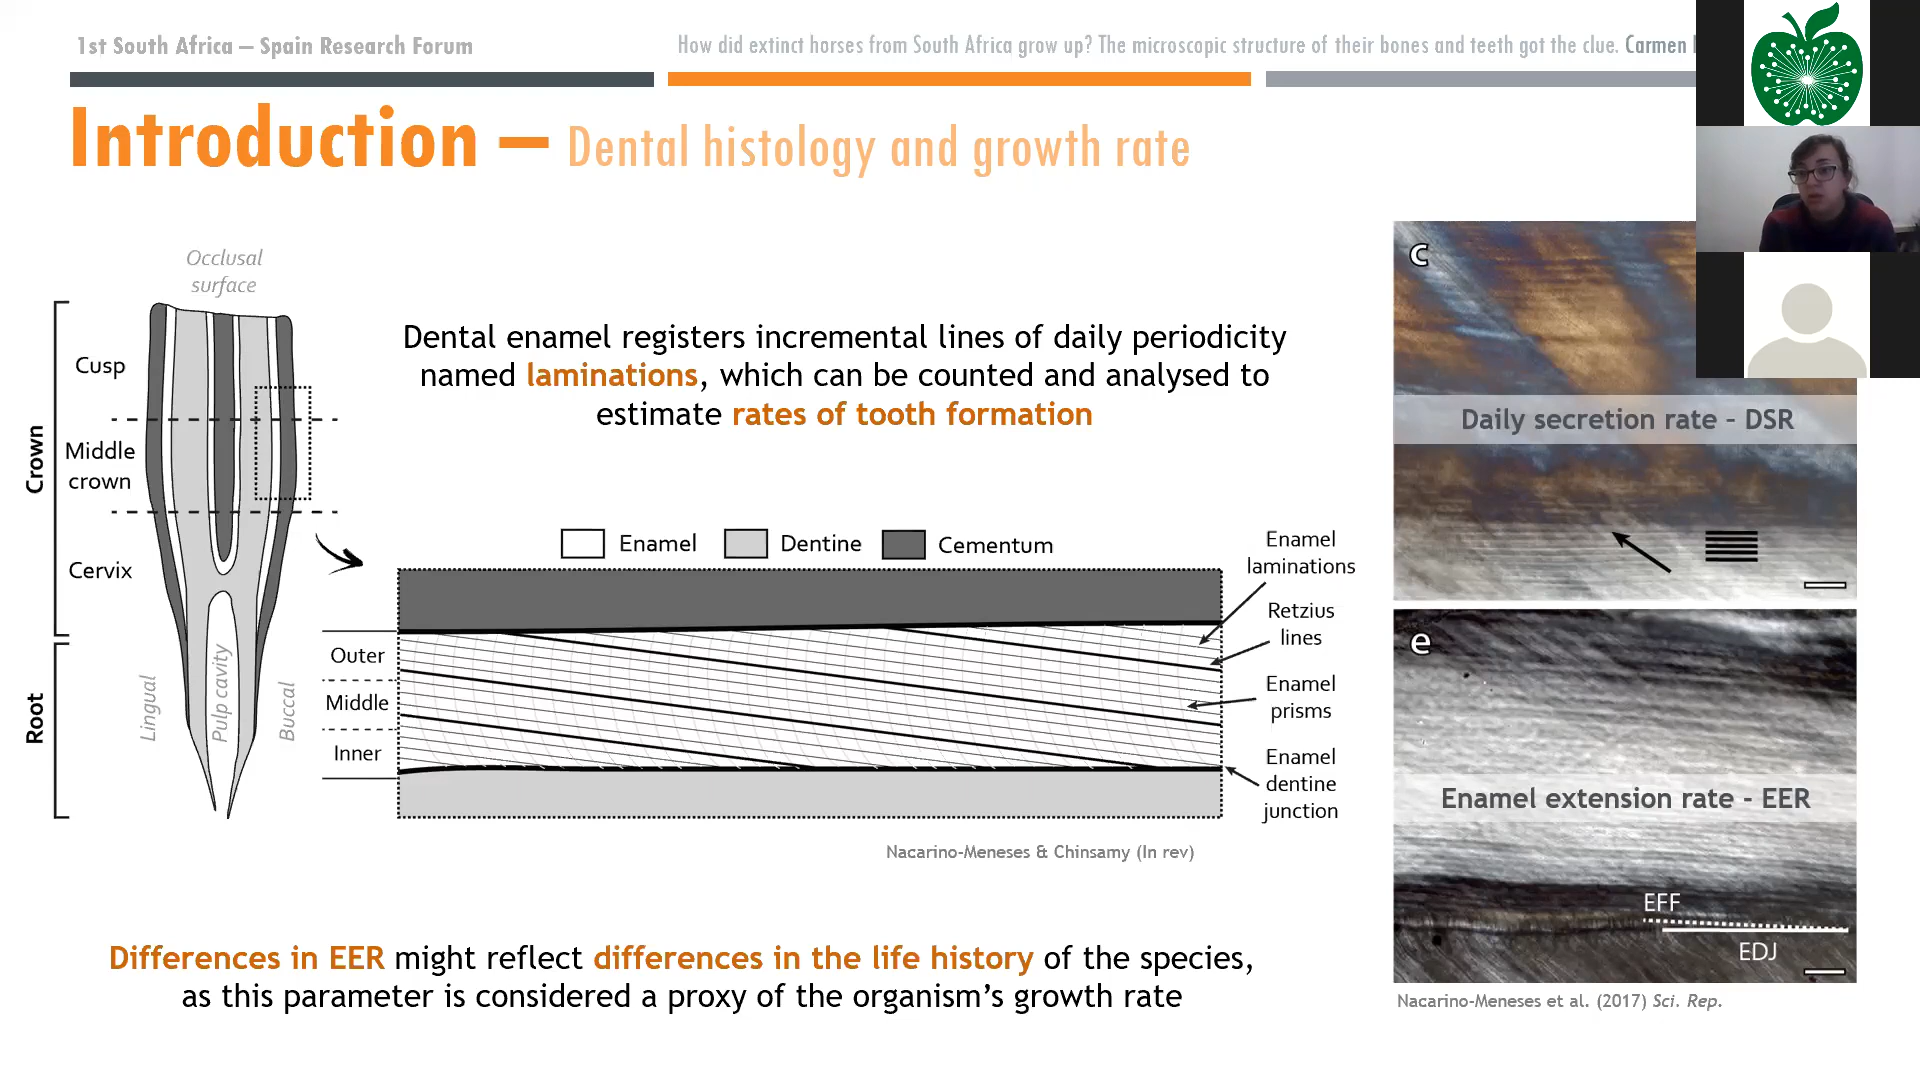 1st South Africa – Spain Research Forum
How did extinct horses from South Africa grow up? The microscopic structure of their bones and teeth got the clue. Carmen
Introduction – Dental histology and growth rate
Occlusal
surface
Crown
Cusp
Middle
crown
Cervix
Root
Lingual
Pulp cavity
Buccal
Dental enamel registers incremental lines of daily periodicity
named laminations, which can be counted and analysed to
estimate rates of tooth formation
Enamel
Dentine
Cementum
Outer
Middle
Inner
Enamel
laminations
Retzius
lines
Enamel
prisms
Enamel
dentine
junction
Nacarino-Meneses & Chinsamy (In rev)
c
Daily secretion rate - DSR
e
Enamel extension rate - EER
EFF
EDJ
Nacarino-Meneses et al. (2017) Sci. Rep.
Differences in EER might reflect differences in the life history of the species,
as this parameter is considered a proxy of the organism’s growth rate